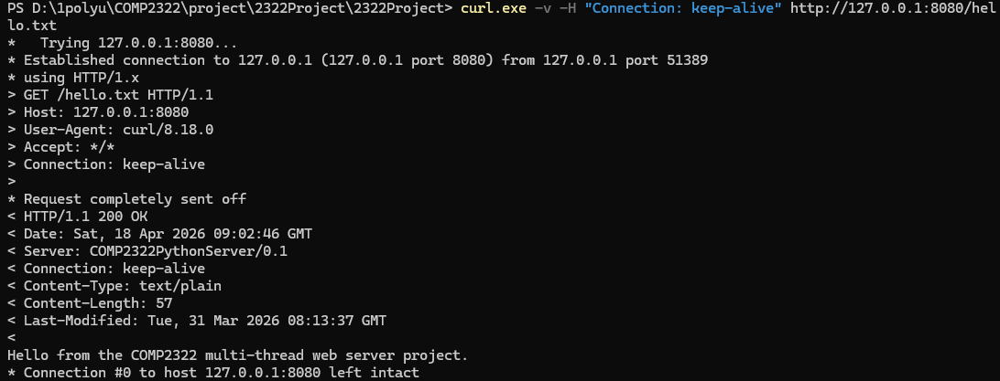 PS D:\1polyu\COMP2322\project\2322Project\2322Project> curl.exe -v -H "Connection: keep-alive" http://127.0.0.1:8080/hel
lo.txt
*   Trying 127.0.0.1:8080...
* Established connection to 127.0.0.1 (127.0.0.1 port 8080) from 127.0.0.1 port 51389
* using HTTP/1.x
> GET /hello.txt HTTP/1.1
> Host: 127.0.0.1:8080
> User-Agent: curl/8.18.0
> Accept: */*
> Connection: keep-alive
>
* Request completely sent off
< HTTP/1.1 200 OK
< Date: Sat, 18 Apr 2026 09:02:46 GMT
< Server: COMP2322PythonServer/0.1
< Connection: keep-alive
< Content-Type: text/plain
< Content-Length: 57
< Last-Modified: Tue, 31 Mar 2026 08:13:37 GMT
<
Hello from the COMP2322 multi-thread web server project.
* Connection #0 to host 127.0.0.1:8080 left intact